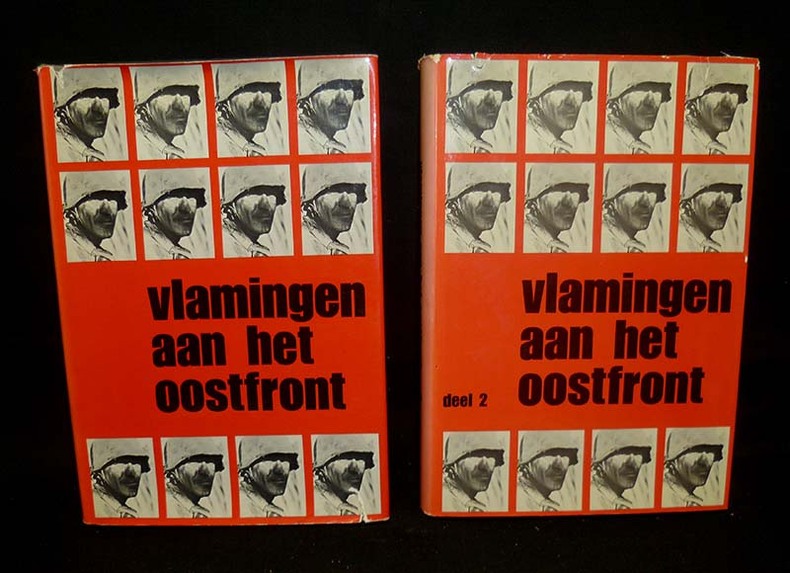 vlamingen
aan het
oostfront
vlamingen
aan het
deel 2 oostfront